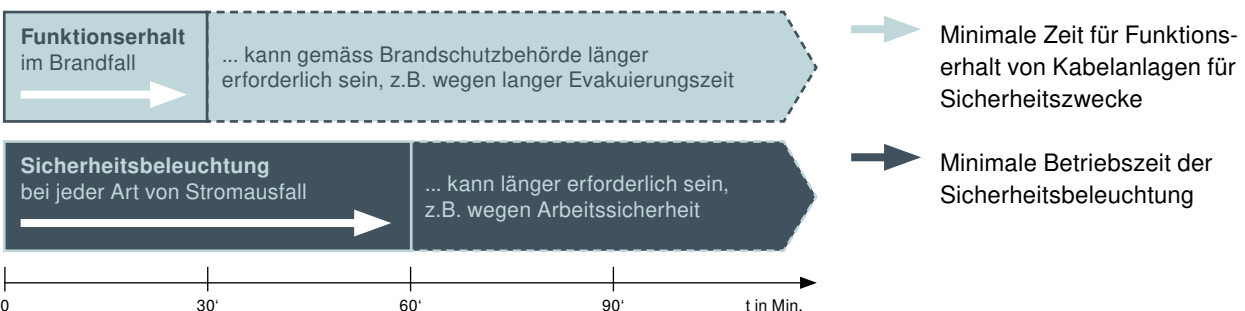 Funktionserhalt
im Brandfall
... kann gemäss Brandschutzbehörde länger
erforderlich sein, z.B. wegen langer Evakuierungszeit
Sicherheitsbeleuchtung
bei jeder Art von Stromausfall
... kann länger erforderlich sein,
z.B. wegen Arbeitssicherheit
0 30‘ 60‘ 90‘ t in Min.
Minimale Zeit für Funktions-
erhalt von Kabelanlagen für
Sicherheitszwecke
Minimale Betriebszeit der
Sicherheitsbeleuchtung